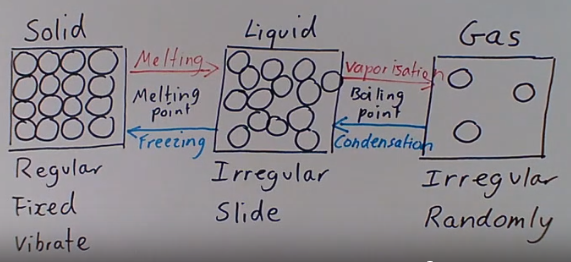 Solid
Liquid
Gas
Melting
Melting
point
Freezing
vaporisation
Boiling
point
Condensation
Regular
Fixed
vibrate
Irregular
Slide
Irregular
Randomly